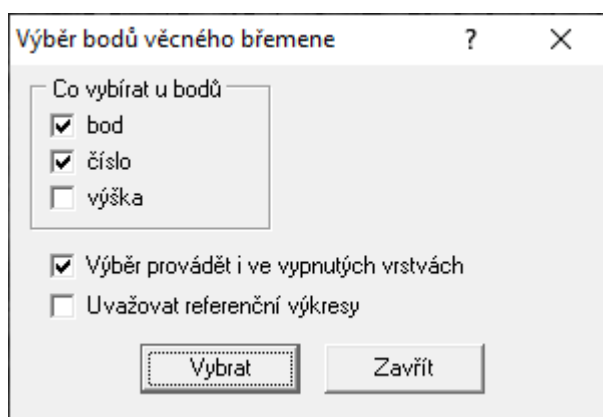 Výběr bodů věcného břemene ?
Co vybírat u bodů
bod
číslo
výška
Výběr provádět i ve vypnutých vrstvách
Uvažovat referenční výkresy
Vybrat Zavřít